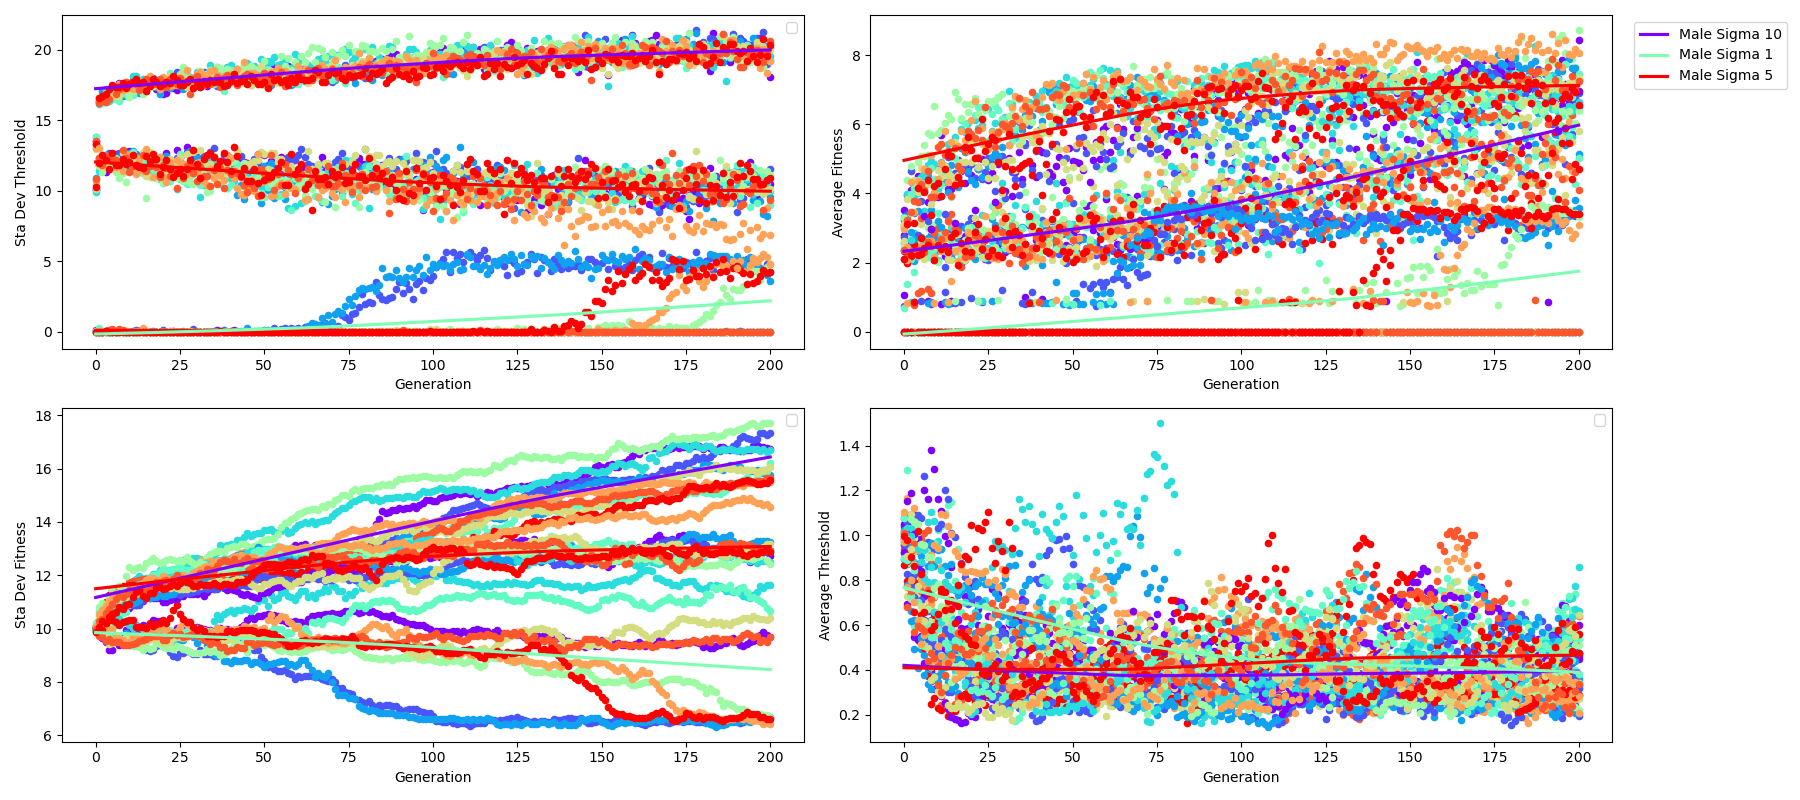 20
15
10
5
0
Sta Dev Threshold
0 25 50 75 100 125 150 175 200
Generation
8
6
4
2
0
Average Fitness
0 25 50 75 100 125 150 175 200
Generation
Male Sigma 10
Male Sigma 1
Male Sigma 5
18
16
14
12
10
8
6
Sta Dev Fitness
0 25 50 75 100 125 150 175 200
Generation
1.4
1.2
1.0
0.8
0.6
0.4
0.2
Average Threshold
0 25 50 75 100 125 150 175 200
Generation